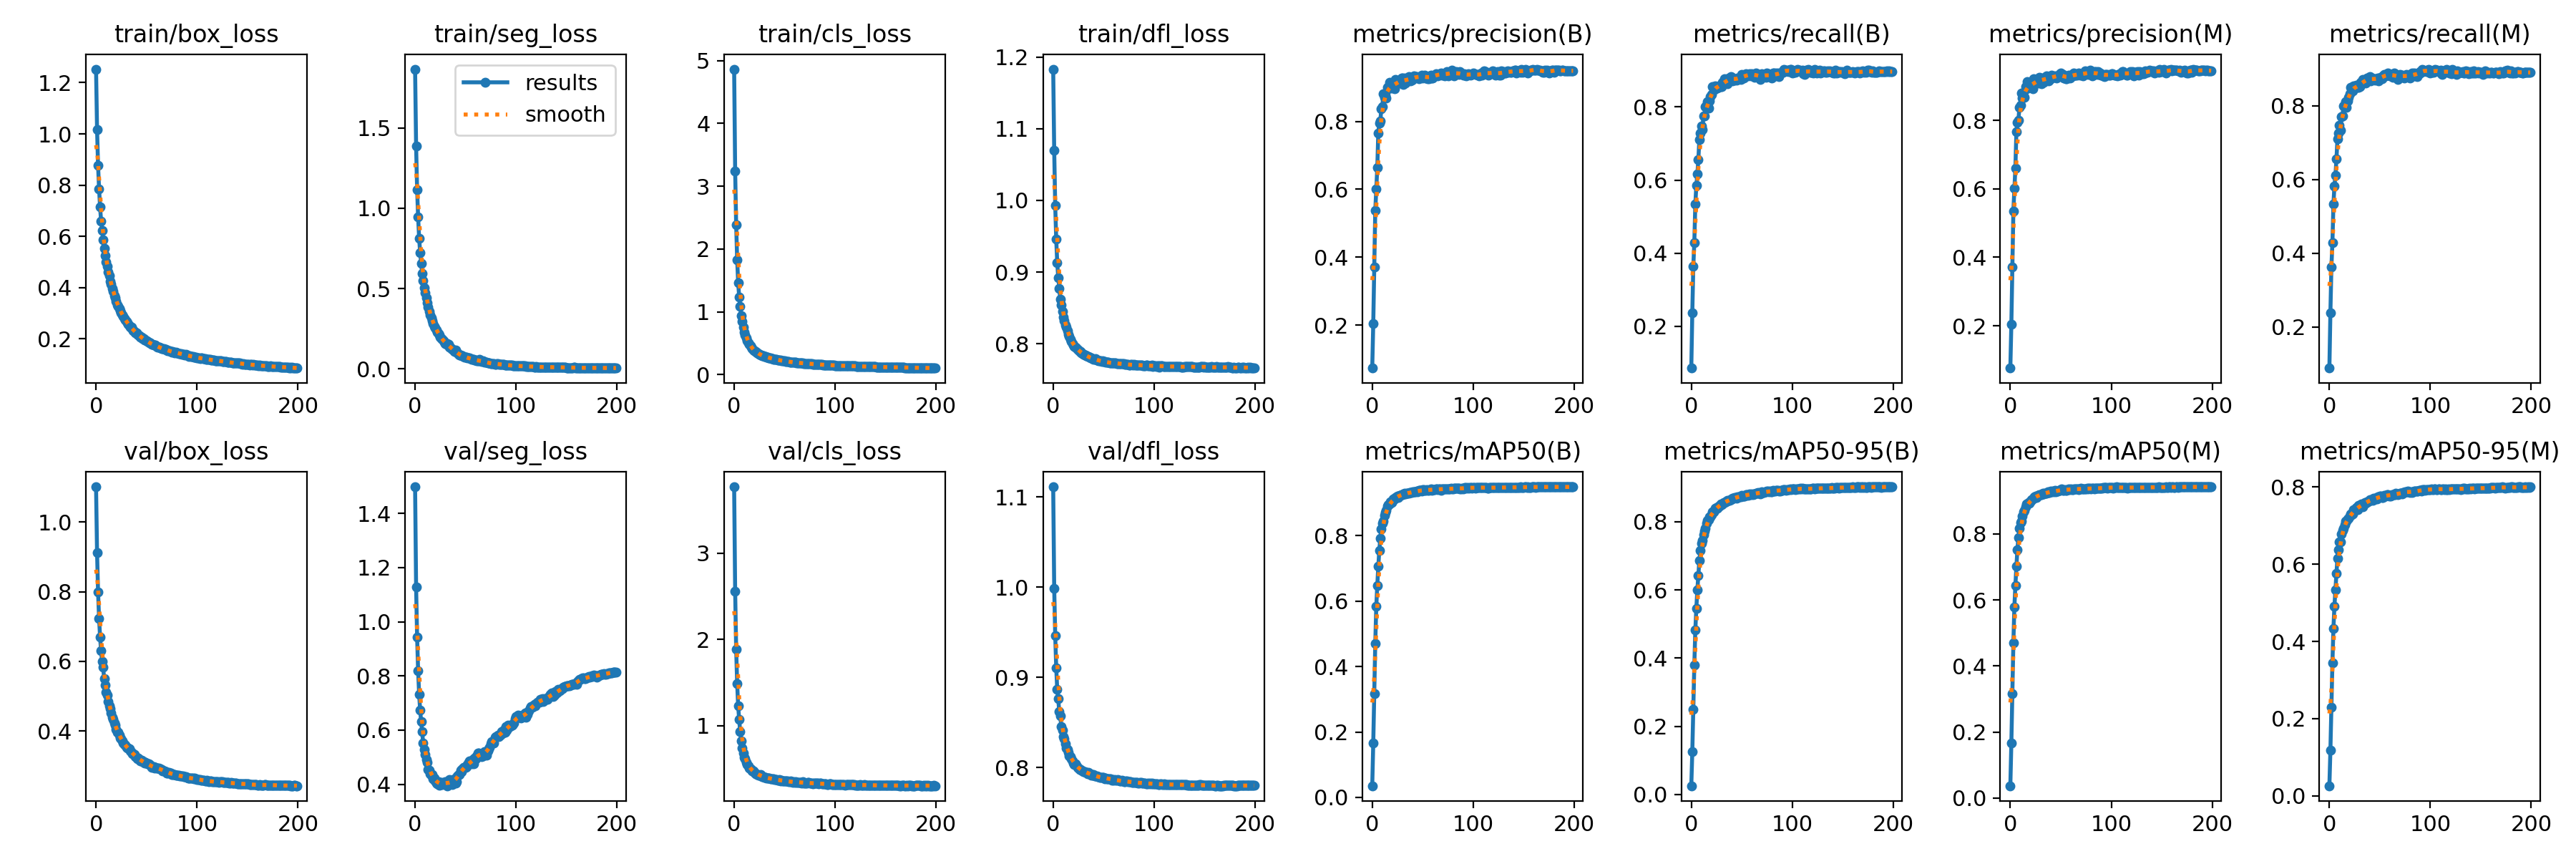 train/box_loss
1.2
1.0
0.8
0.6
0.4
0.2
0 100 200
train/seg_loss
results
smooth
1.5
1.0
0.5
0.0
0 100 200
train/cls_loss
5
4
3
2
1
0
0 100 200
train/dfl_loss
1.2
1.1
1.0
0.9
0.8
0 100 200
metrics/precision(B)
0.8
0.6
0.4
0.2
0 100 200
metrics/recall(B)
0.8
0.6
0.4
0.2
0 100 200
metrics/precision(M)
0.8
0.6
0.4
0.2
0 100 200
metrics/recall(M)
0.8
0.6
0.4
0.2
0 100 200
val/box_loss
1.0
0.8
0.6
0.4
0 100 200
val/seg_loss
1.4
1.2
1.0
0.8
0.6
0.4
0 100 200
val/cls_loss
3
2
1
0 100 200
val/dfl_loss
1.1
1.0
0.9
0.8
0 100 200
metrics/mAP50(B)
0.8
0.6
0.4
0.2
0.0
0 100 200
metrics/mAP50-95(B)
0.8
0.6
0.4
0.2
0.0
0 100 200
metrics/mAP50(M)
0.8
0.6
0.4
0.2
0.0
0 100 200
metrics/mAP50-95(M)
0.8
0.6
0.4
0.2
0.0
0 100 200